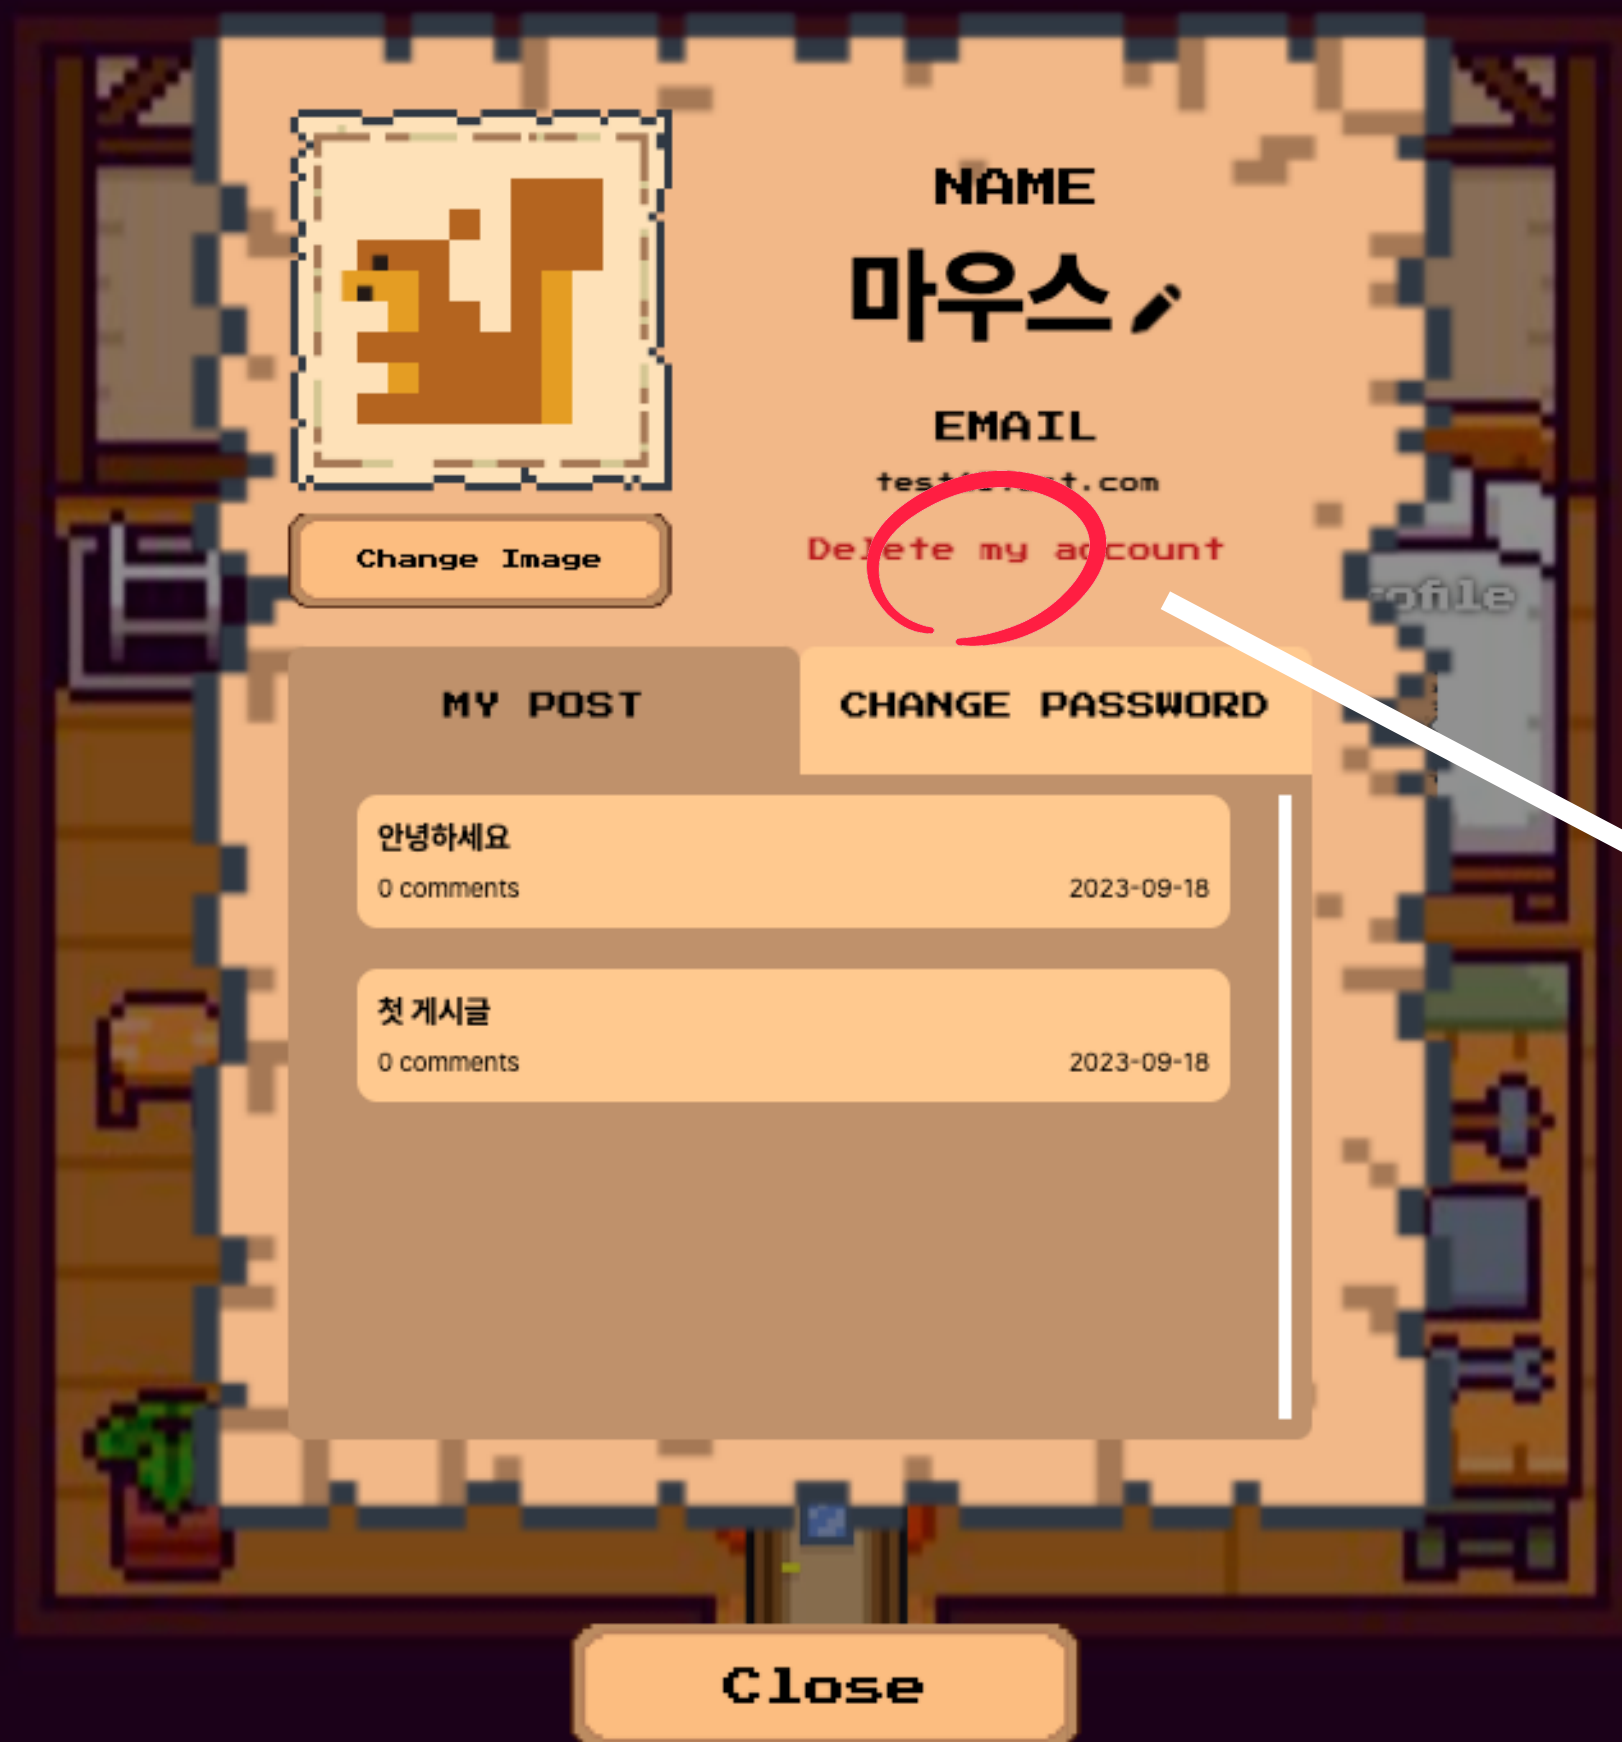 NAME
마우스
EMAIL
Delete my account
Change Image
MY POST
CHANGE PASSWORD
안녕하세요
0 comments
2023-09-18
첫 게시글
0 comments
2023-09-18
Close